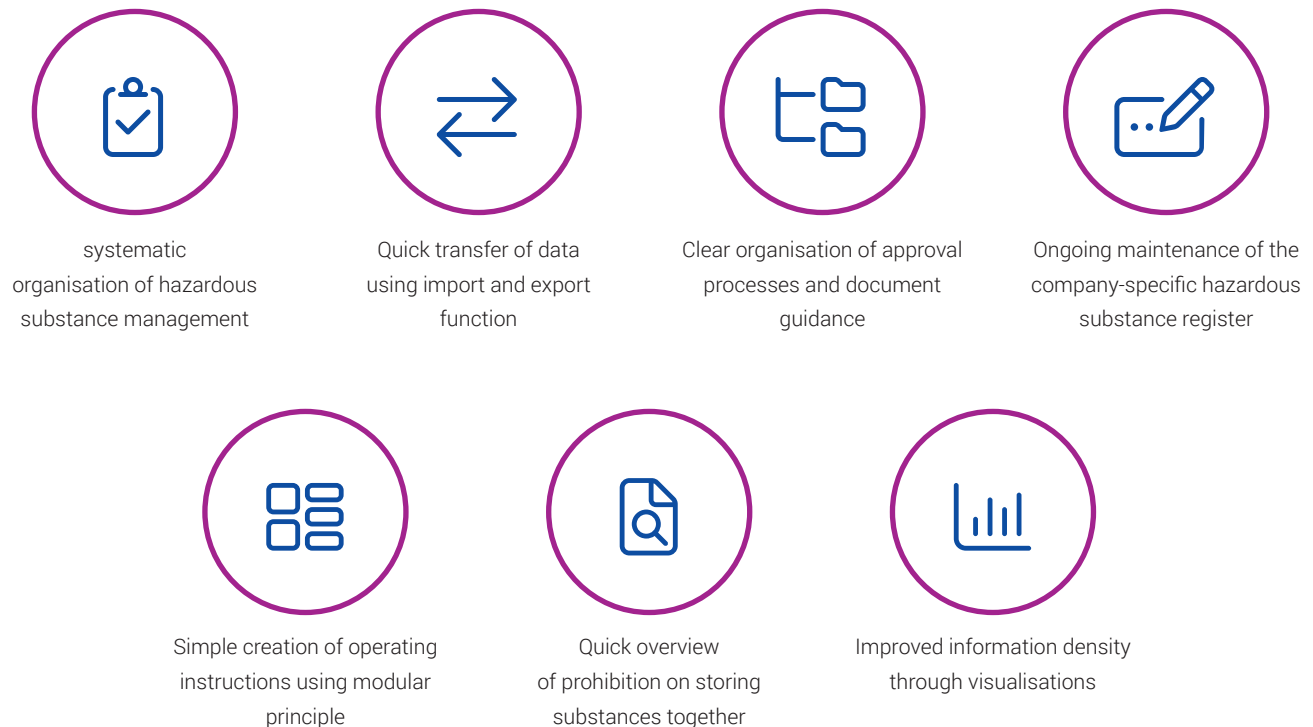 systematic
organisation of hazardous
substance management
Quick transfer of data
using import and export
function
Clear organisation of approval
processes and document
guidance
Ongoing maintenance of the
company-specific hazardous
substance register
Simple creation of operating
instructions using modular
principle
Quick overview
of prohibition on storing
substances together
Improved information density
through visualisations